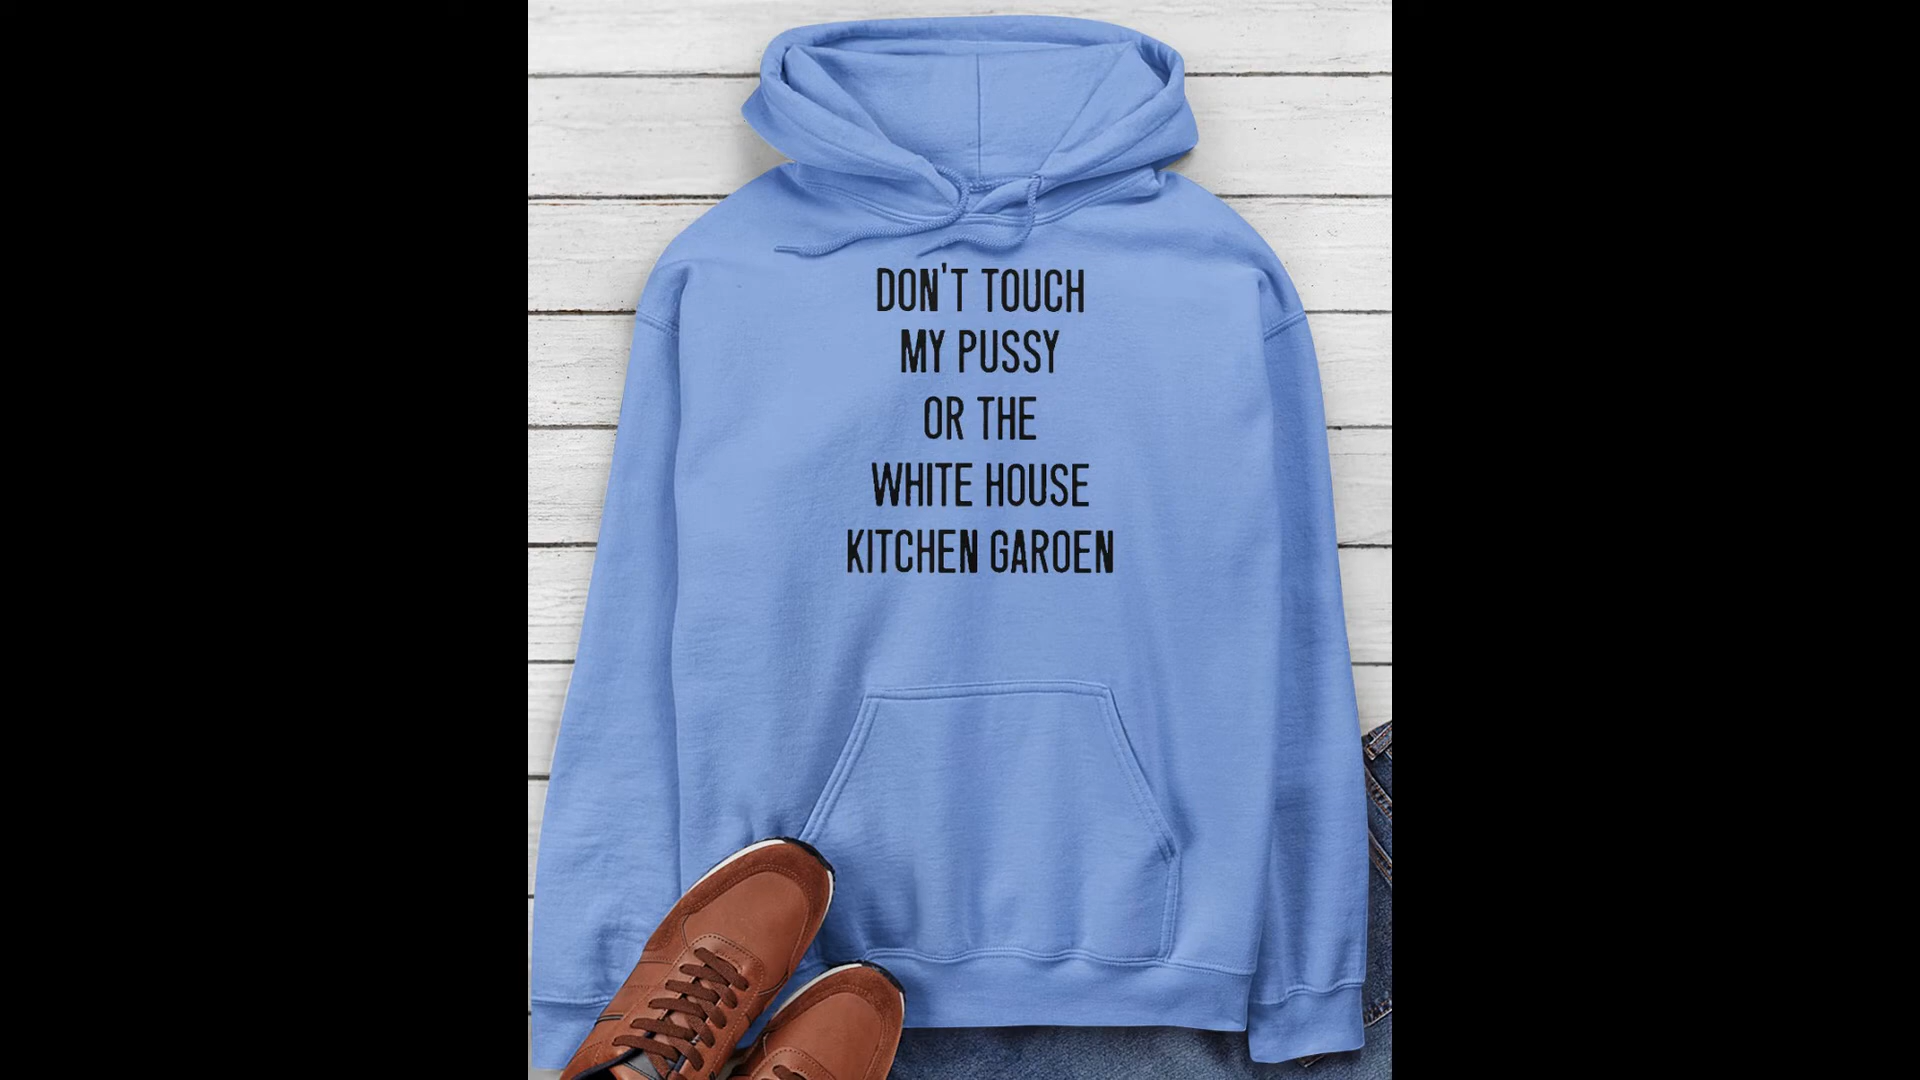 DON'T TOUCH
MY PUSSY
OR THE
WHITE HOUSE
KITCHEN GAROEN